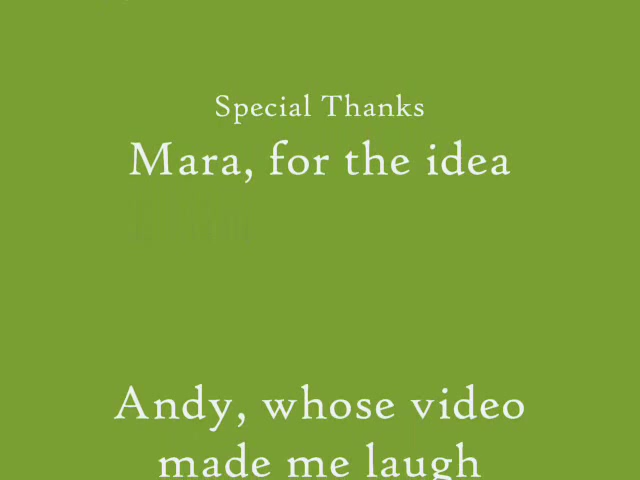 Special Thanks
Mara, for the idea
Andy, whose video
made me laugh